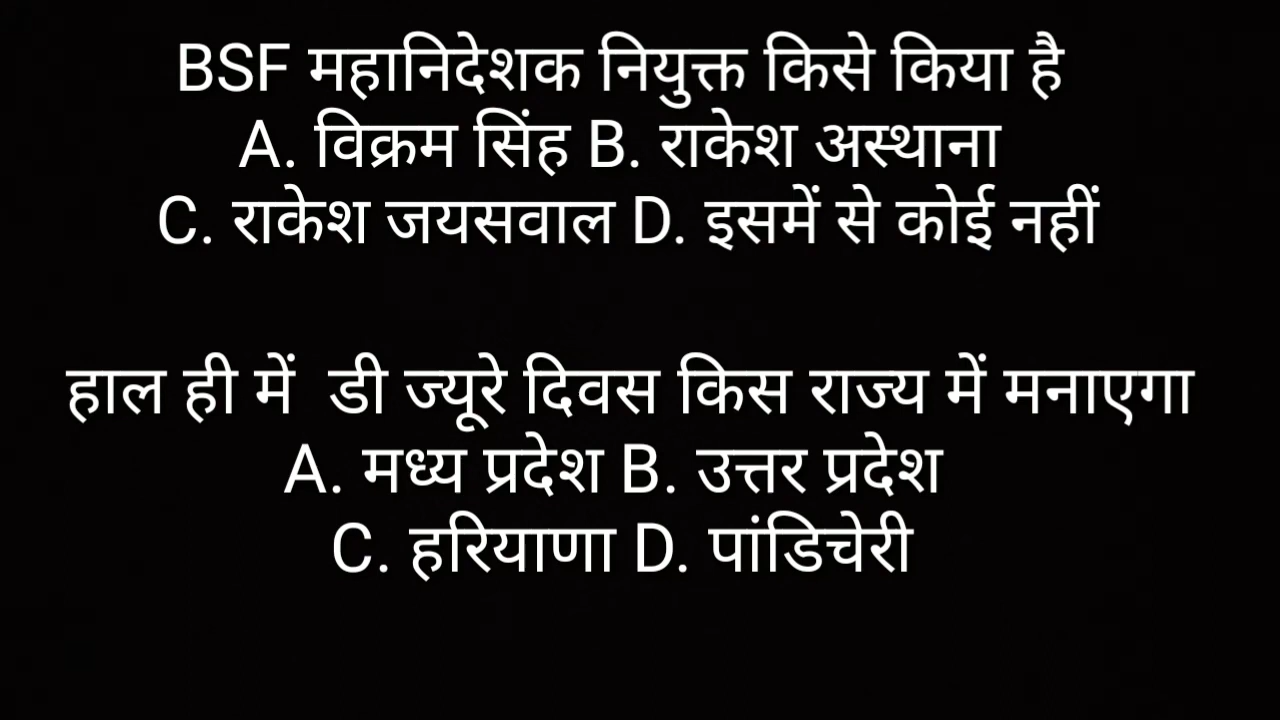 BSF महानिदेशक नियुक्त किसे किया है
A. विक्रम सिंह B. राकेश अस्थाना
C. राकेश जयसवाल D. इसमें से कोई नहीं
हाल ही में डी ज्यूरे दिवस किस राज्य में मनाएगा
A. मध्य प्रदेश B. उत्तर प्रदेश
C. हरियाणा D. पांडिचेरी